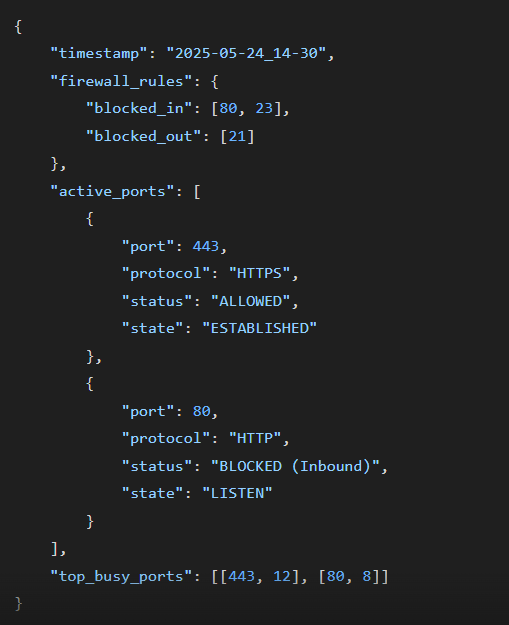 {
    "timestamp": "2025-05-24_14-30",
    "firewall_rules": {
        "blocked_in": [80, 23],
        "blocked_out": [21]
    },
    "active_ports": [
        {
            "port": 443,
            "protocol": "HTTPS",
            "status": "ALLOWED",
            "state": "ESTABLISHED"
        },
        {
            "port": 80,
            "protocol": "HTTP",
            "status": "BLOCKED (Inbound)",
            "state": "LISTEN"
        }
    ],
    "top_busy_ports": [[443, 12], [80, 8]]
}